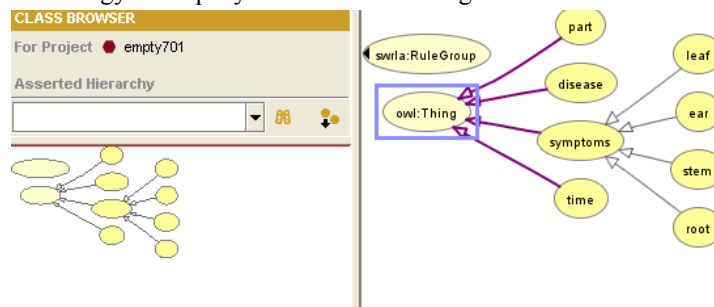 CLASS BROWSER
For Project empty701
Asserted Hierarchy
part
swrla:RuleGroup
leaf
disease
owl:Thing
ear
symptoms
stem
time
root